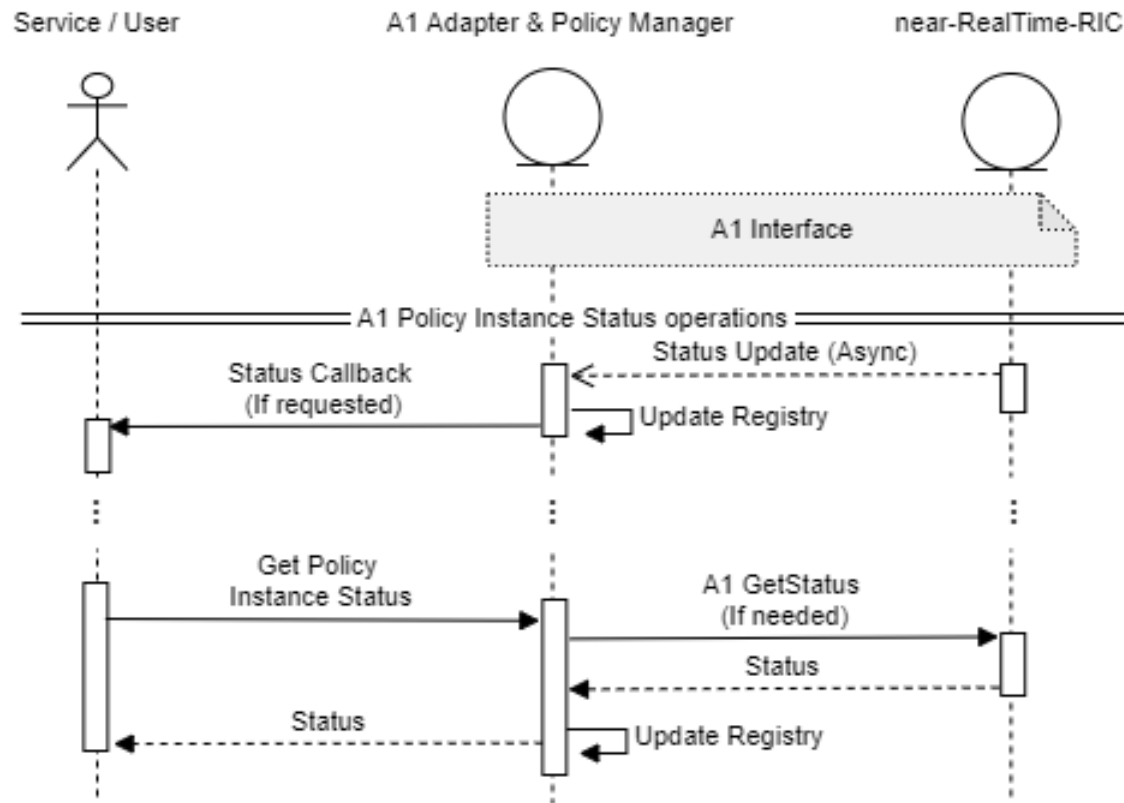 Service / User
A1 Adapter & Policy Manager
near-RealTime-RIC
A1 Interface
A1 Policy Instance Status operations
Status Update (Async)
Status Callback
(If requested)
Update Registry
Get Policy
Instance Status
A1 GetStatus
(If needed)
Status
Status
Update Registry